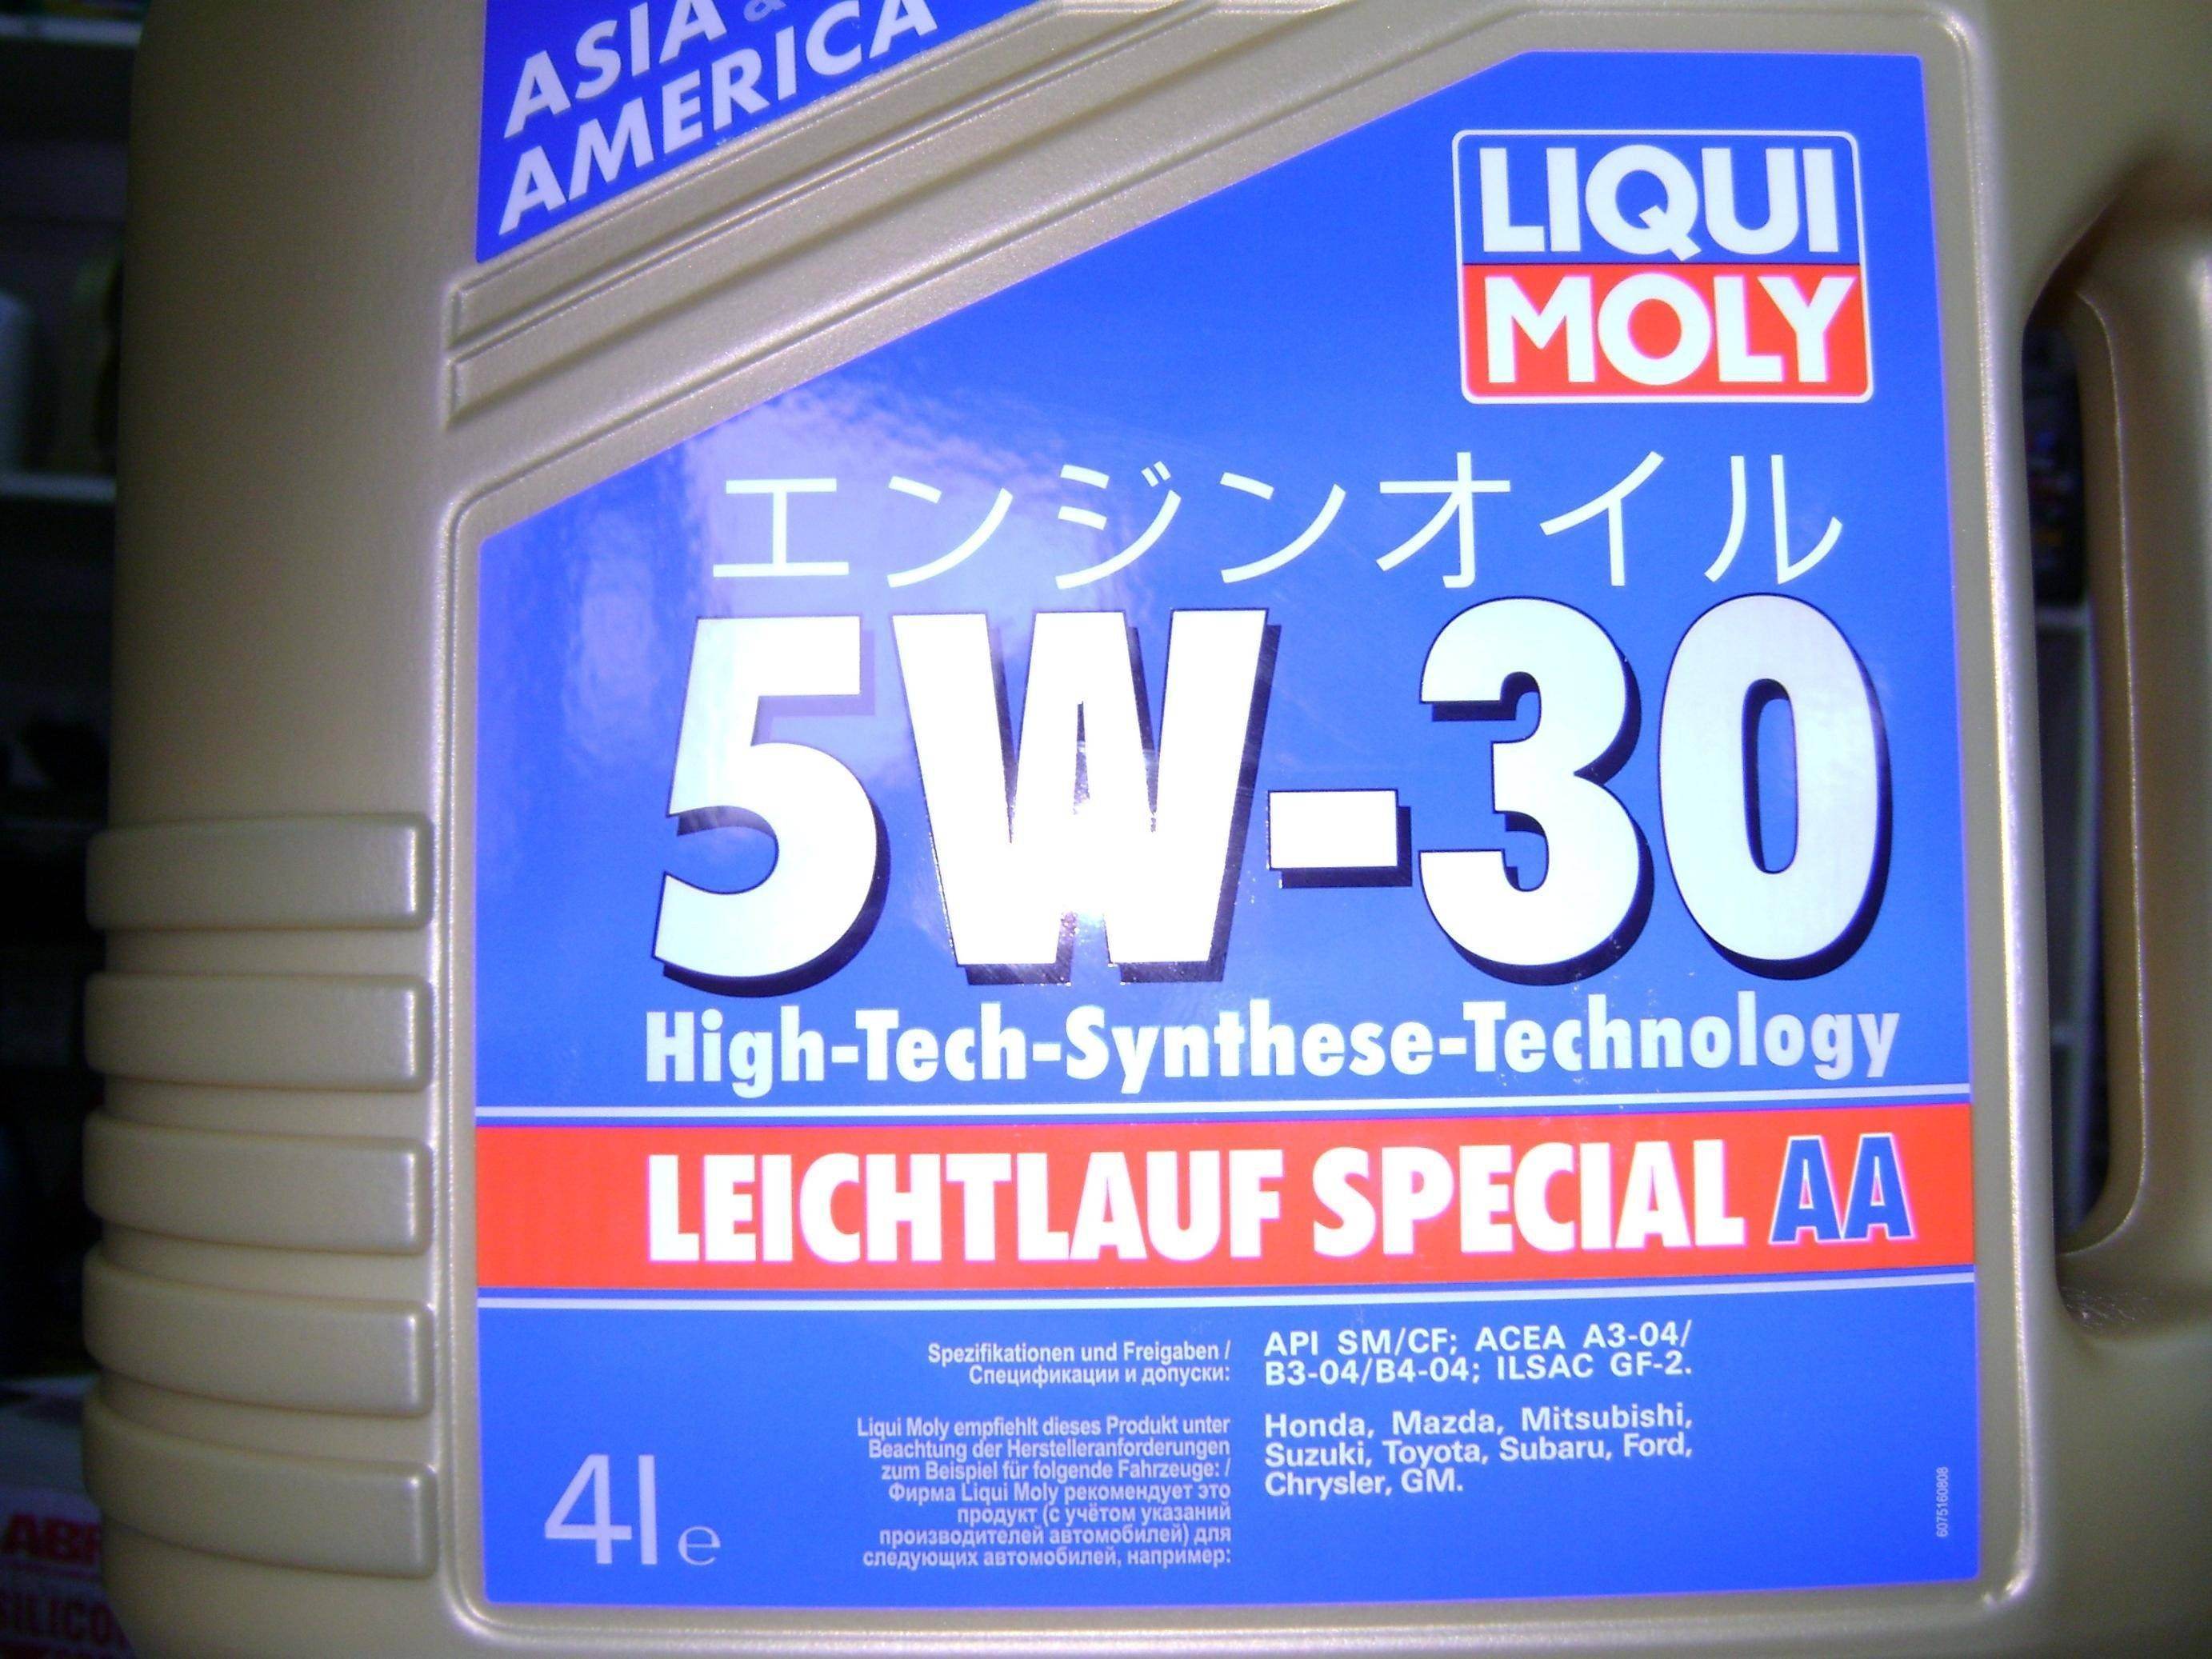 ASIA &
AMERICA
LIQUI
MOLY
エンジンオイル
5W-30
High-Tech-Synthese-Technology
LEICHTLAUF SPECIAL AA
Spezifikationen und Freigaben /
Спецификации и допуски:
API SM/CF; ACEA A3-04/
B3-04/B4-04; ILSAC GF-2.
Liqui Moly empfiehlt dieses Produkt unter
Beachtung der Herstelleranforderungen
zum Beispiel für folgende Fahrzeuge: /
Фирма Liqui Moly рекомендует это
продукт (с учётом указаний
производителей автомобилей) для
следующих автомобилей, например:
Honda, Mazda, Mitsubishi,
Suzuki, Toyota, Subaru, Ford,
Chrysler, GM.
4l e
6075160808